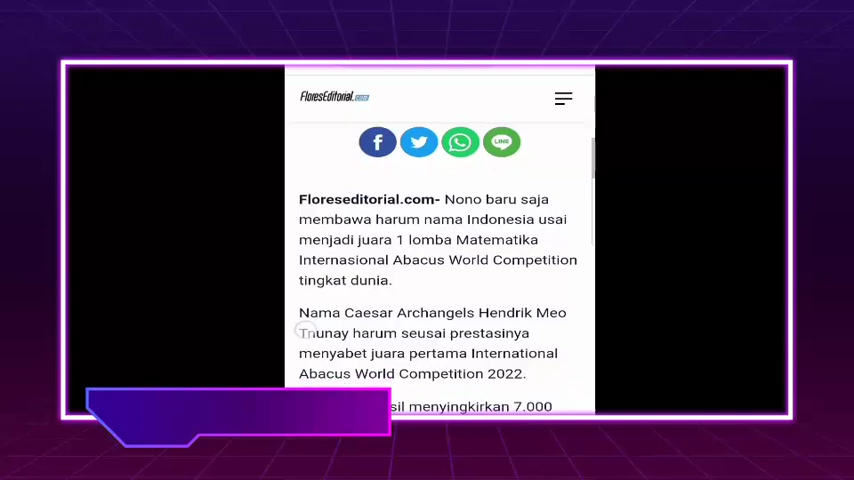 FloresEditorial.com
f
LINE
Floreseditorial.com- Nono baru saja
membawa harum nama Indonesia usai
menjadi juara 1 lomba Matematika
Internasional Abacus World Competition
tingkat dunia.
Nama Caesar Archangels Hendrik Meo
Tnunay harum seusai prestasinya
menyabet juara pertama International
Abacus World Competition 2022.
menyingkirkan 7.000